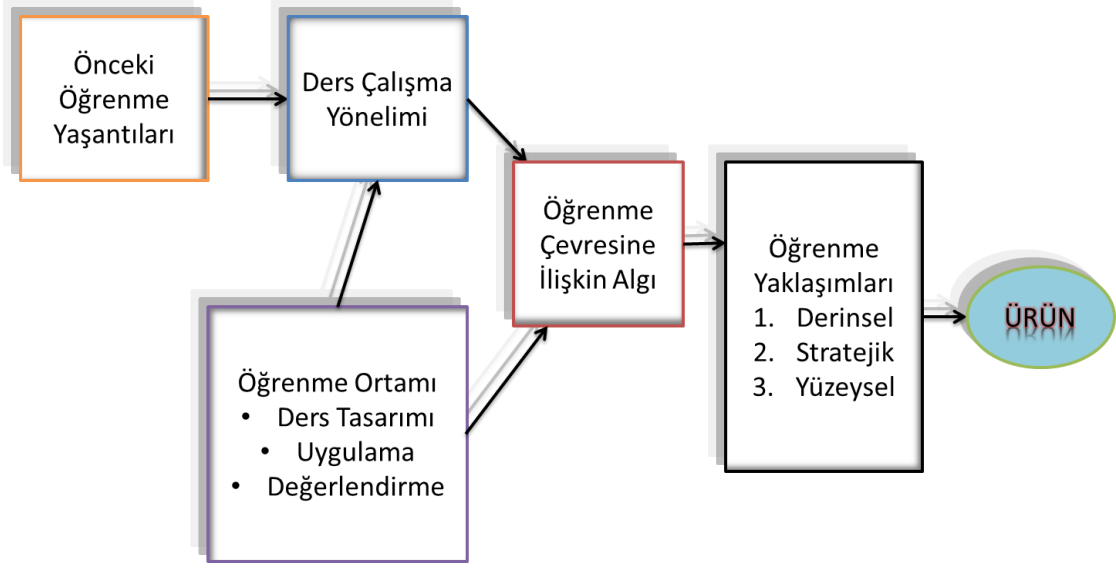 Önceki
Öğrenme
Yaşantıları
Ders Çalışma
Yönelimi
Öğrenme
Çevresine
İlişkin Algı
Öğrenme
Yaklaşımları
1. Derinsel
2. Stratejik
3. Yüzeysel
ÜRÜN
Öğrenme Ortamı
• Ders Tasarımı
• Uygulama
• Değerlendirme